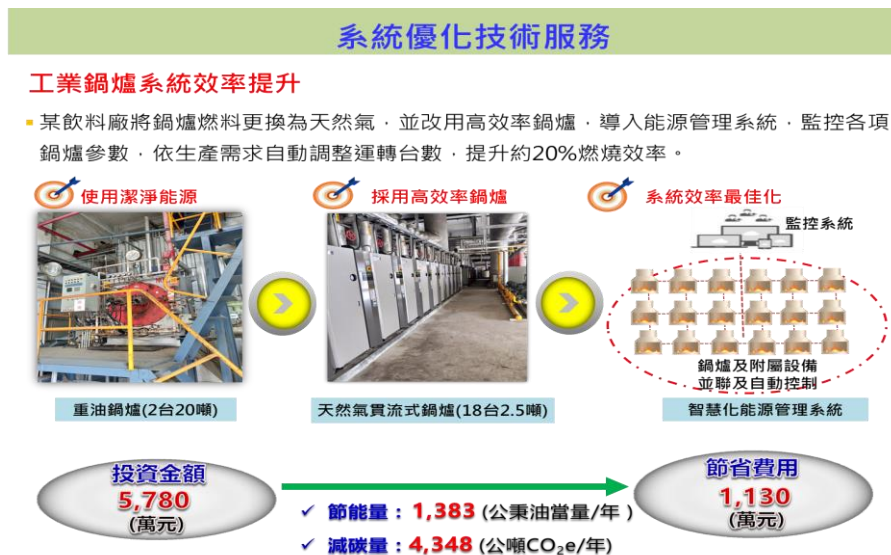 系統優化技術服務
工業鍋爐系統效率提升
某飲料廠將鍋爐燃料更換為天然氣，並改用高效率鍋爐，導入能源管理系統，監控各項
鍋爐參數，依生產需求自動調整運轉台數，提升約20%燃燒效率。
使用潔淨能源
採用高效率鍋爐
系統效率最佳化
監控系統
鍋爐及附屬設備
並聯及自動控制
重油鍋爐(2台20噸)
天然氣貫流式鍋爐(18台2.5噸)
智慧化能源管理系統
投資金額
5,780
(萬元)
✓ 節能量：1,383 (公秉油當量/年 )
✓ 減碳量：4,348 (公噸CO₂e/年)
節省費用
1,130
(萬元)